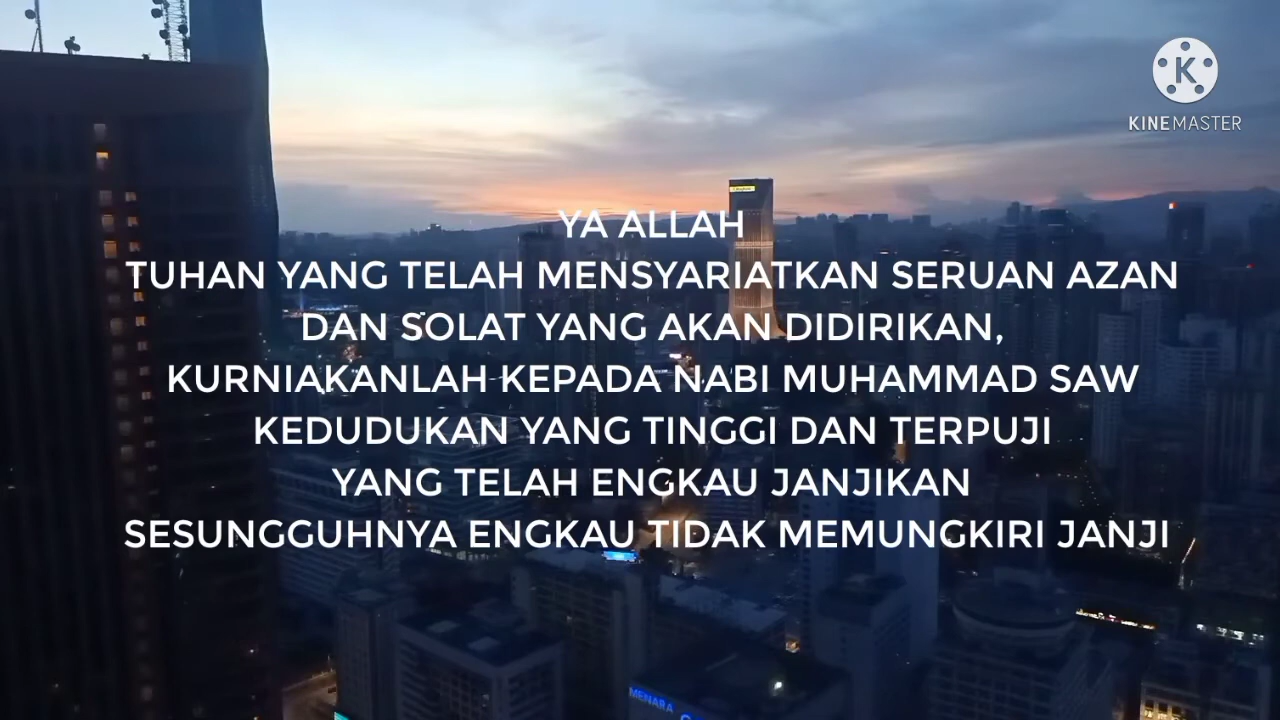 KINEMASTER
YA ALLAH
TUHAN YANG TELAH MENSYARIATKAN SERUAN AZAN
DAN SOLAT YANG AKAN DIDIRIKAN,
KURNIAKANLAH KEPADA NABI MUHAMMAD SAW
KEDUDUKAN YANG TINGGI DAN TERPUJI
YANG TELAH ENGKAU JANJIKAN
SESUNGGUHNYA ENGKAU TIDAK MEMUNGKIRI JANJI
MENARA